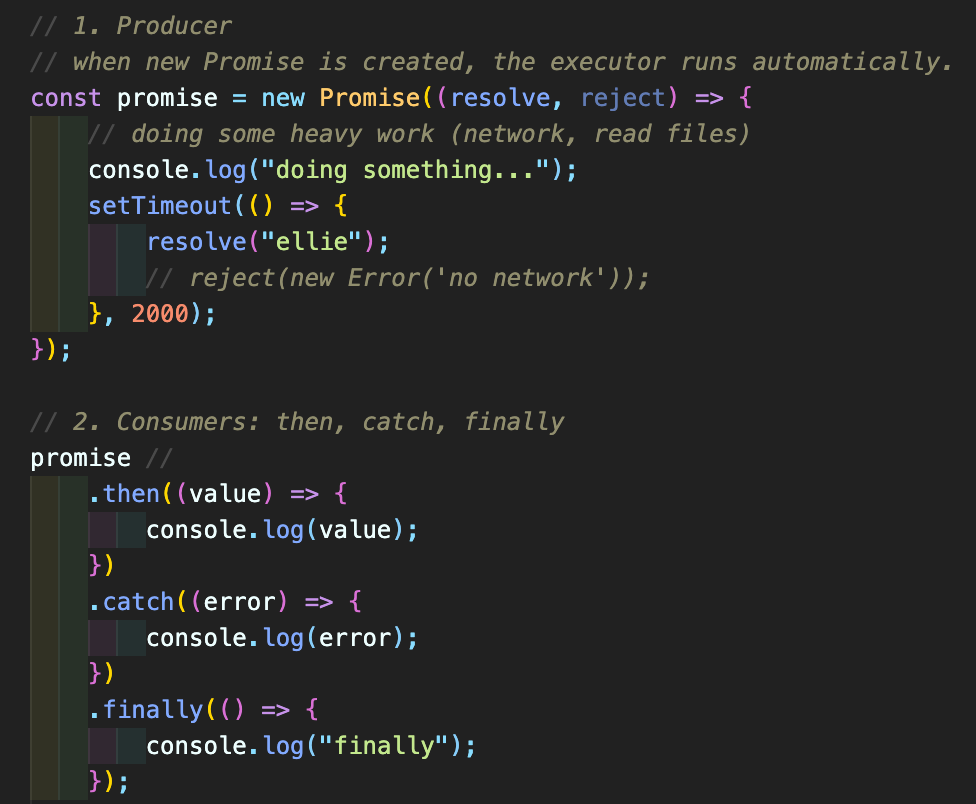 // 1. Producer
// when new Promise is created, the executor runs automatically.
const promise = new Promise((resolve, reject) => {
    // doing some heavy work (network, read files)
    console.log("doing something...");
    setTimeout(() => {
        resolve("ellie");
        // reject(new Error('no network'));
    }, 2000);
});

// 2. Consumers: then, catch, finally
promise //
    .then((value) => {
        console.log(value);
    })
    .catch((error) => {
        console.log(error);
    })
    .finally(() => {
        console.log("finally");
    });